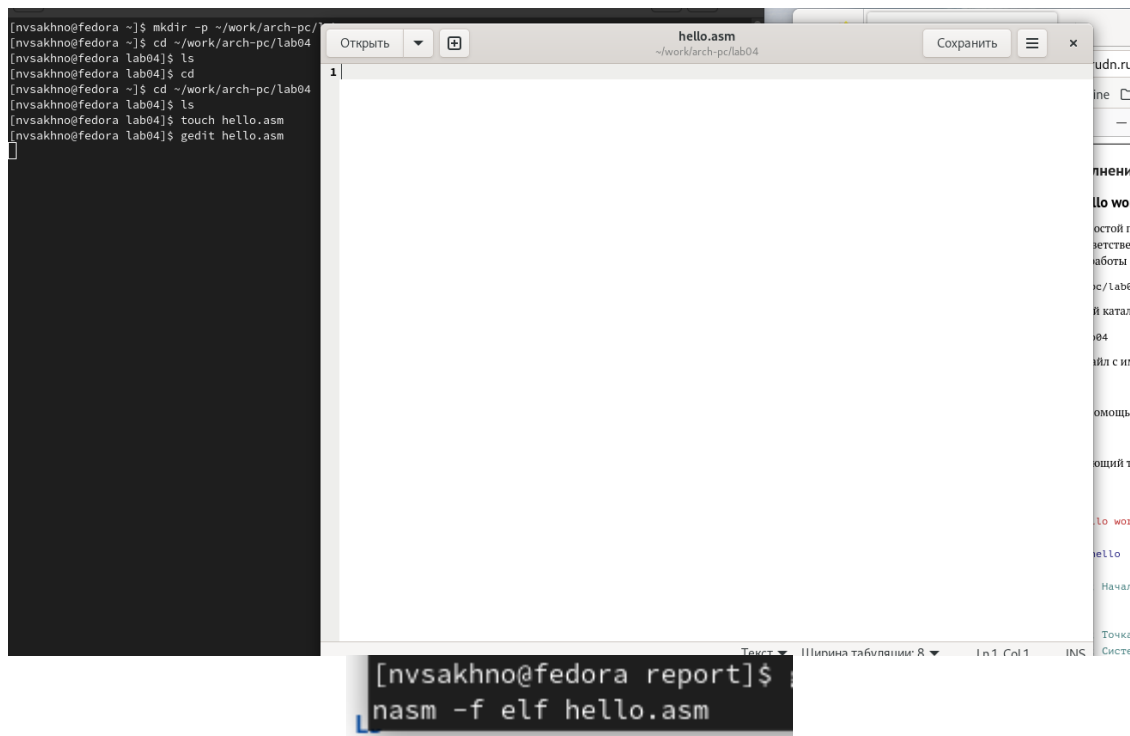 [nvsakhno@fedora ~]$ mkdir -p ~/work/arch-pc/
[nvsakhno@fedora ~]$ cd ~/work/arch-pc/lab04
[nvsakhno@fedora lab04]$ ls
[nvsakhno@fedora lab04]$ cd
[nvsakhno@fedora ~]$ cd ~/work/arch-pc/lab04
[nvsakhno@fedora lab04]$ ls
[nvsakhno@fedora lab04]$ touch hello.asm
[nvsakhno@fedora lab04]$ gedit hello.asm
Открыть
hello.asm
~/work/arch-pc/lab04
Сохранить
1
Текст
Ширина табуляции: 8
Ln 1, Col 1
INS
[nvsakhno@fedora report]$
nasm -f elf hello.asm